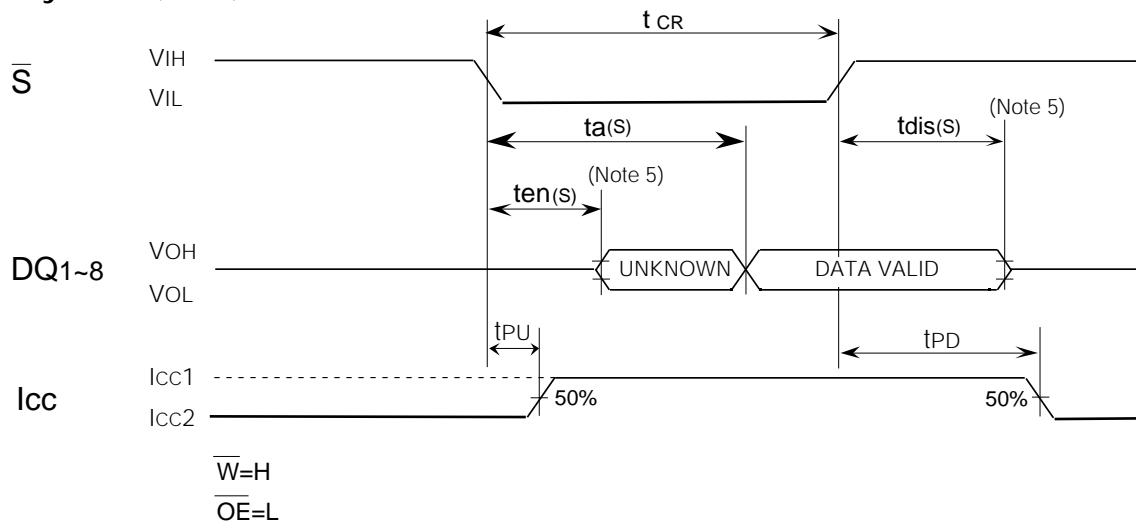 t CR
VIH
S
VIL
(Note 5)
ta(S)
tdis(S)
(Note 5)
ten(S)
VOH
DQ1~8
UNKNOWN
DATA VALID
VOL
tPU
tPD
Icc1
Icc
50%
50%
Icc2
W=H
OE=L